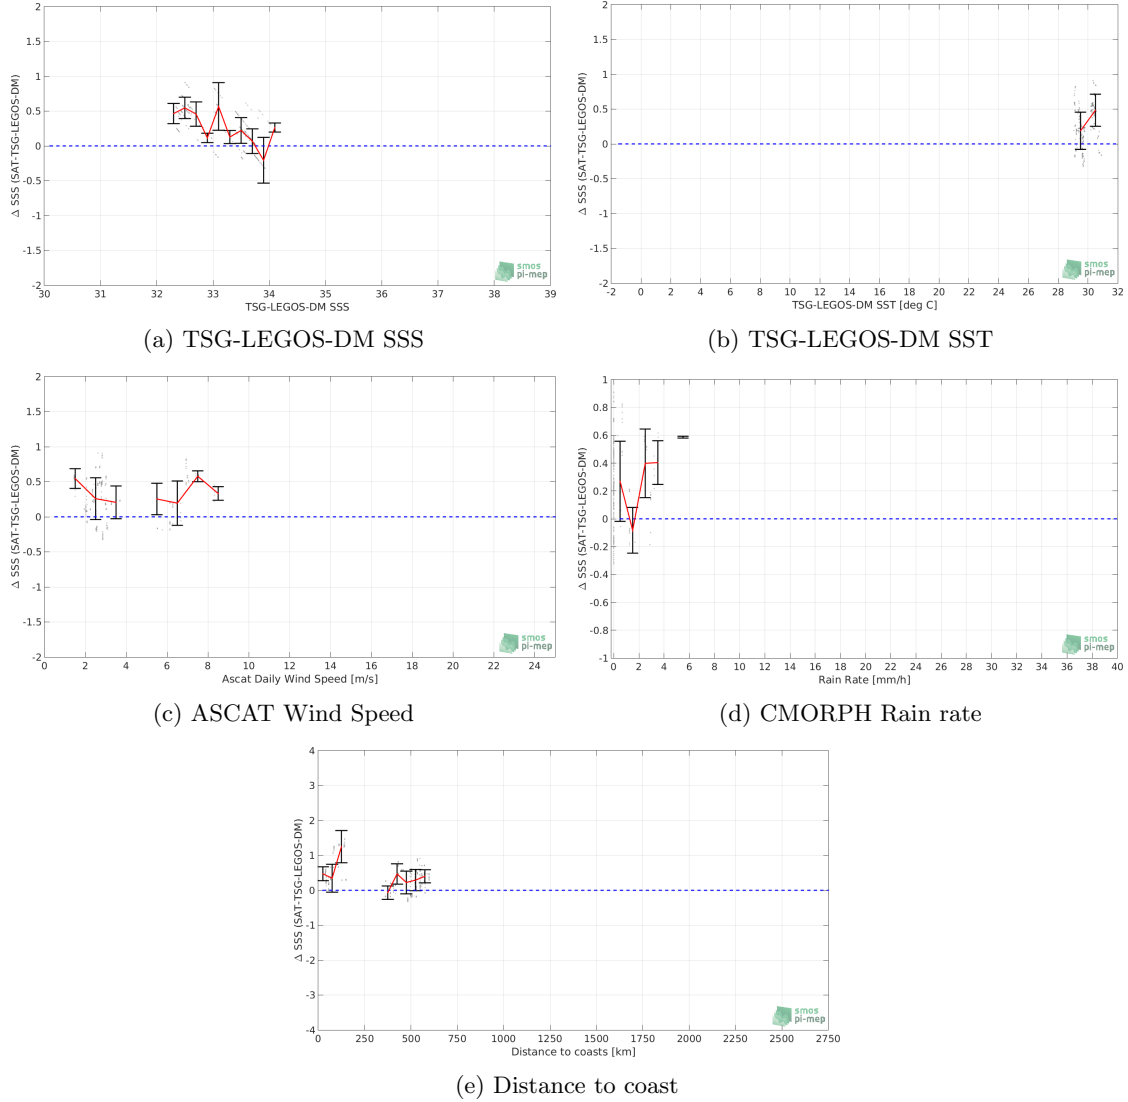 2
1.5
1
0.5
0
-0.5
-1
-1.5
-2
Δ SSS (SAT-TSG-LEGOS-DM)
30 31 32 33 34 35 36 37 38 39
TSG-LEGOS-DM SSS
smos
pi-mep
(a) TSG-LEGOS-DM SSS
2
1.5
1
0.5
0
-0.5
-1
-1.5
-2
Δ SSS (SAT-TSG-LEGOS-DM)
-2 0 2 4 6 8 10 12 14 16 18 20 22 24 26 28 30 32
TSG-LEGOS-DM SST [deg C]
smos
pi-mep
(b) TSG-LEGOS-DM SST
2
1.5
1
0.5
0
-0.5
-1
-1.5
-2
Δ SSS (SAT-TSG-LEGOS-DM)
0 2 4 6 8 10 12 14 16 18 20 22 24
Ascat Daily Wind Speed [m/s]
smos
pi-mep
(c) ASCAT Wind Speed
1
0.8
0.6
0.4
0.2
0
-0.2
-0.4
-0.6
-0.8
-1
Δ SSS (SAT-TSG-LEGOS-DM)
0 2 4 6 8 10 12 14 16 18 20 22 24 26 28 30 32 34 36 38 40
Rain Rate [mm/h]
smos
pi-mep
(d) CMORPH Rain rate
4
3
2
1
0
-1
-2
-3
-4
Δ SSS (SAT-TSG-LEGOS-DM)
0 250 500 750 1000 1250 1500 1750 2000 2250 2500 2750
Distance to coasts [km]
smos
pi-mep
(e) Distance to coast